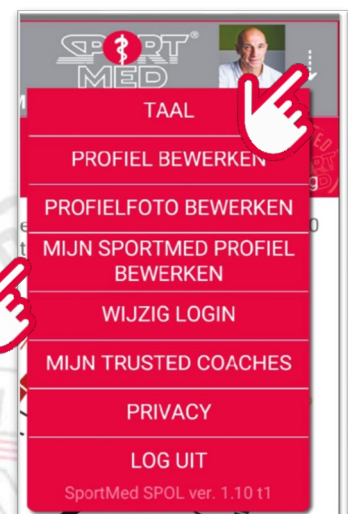 SPORT®
MED
TAAL
PROFIEL BEWERKEN
PROFIELFOTO BEWERKEN
MIJN SPORTMED PROFIEL
BEWERKEN
WIJZIG LOGIN
MIJN TRUSTED COACHES
PRIVACY
LOG UIT
SportMed SPOL ver. 1.10 t1